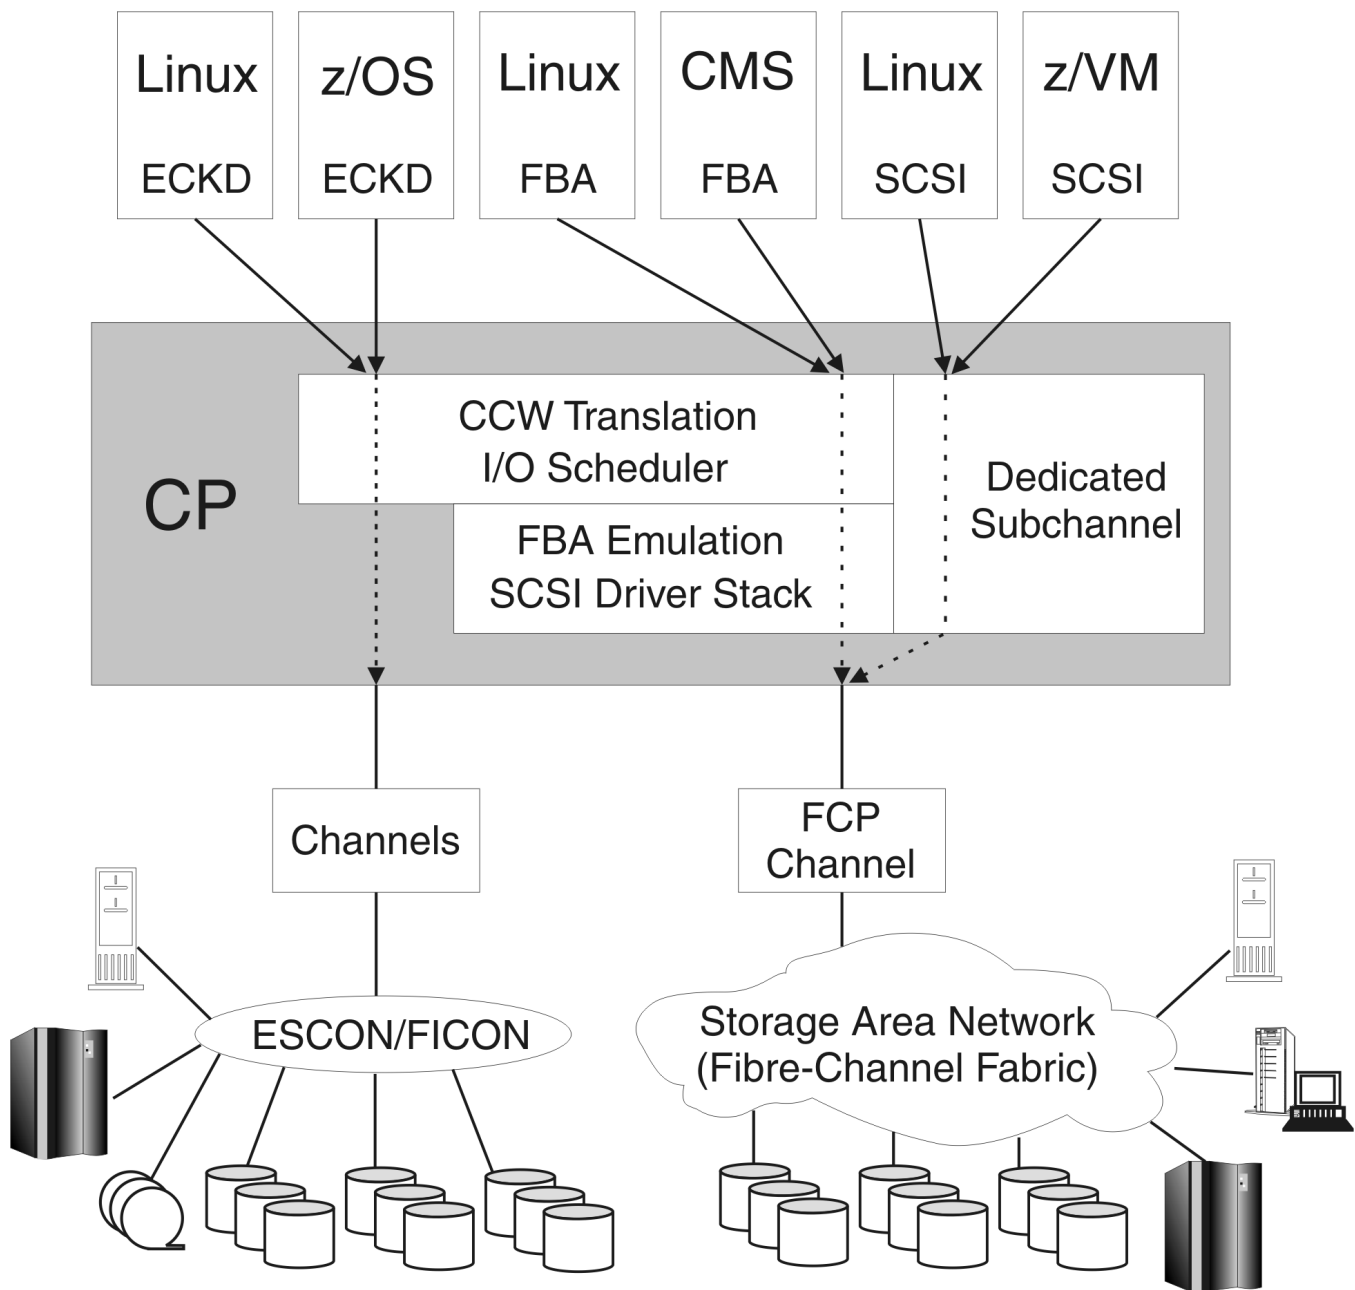 Linux
ECKD
z/OS
ECKD
Linux
FBA
CMS
FBA
Linux
SCSI
z/VM
SCSI
CP
CCW Translation
I/O Scheduler
FBA Emulation
SCSI Driver Stack
Dedicated
Subchannel
Channels
FCP
Channel
ESCON/FICON
Storage Area Network
(Fibre-Channel Fabric)